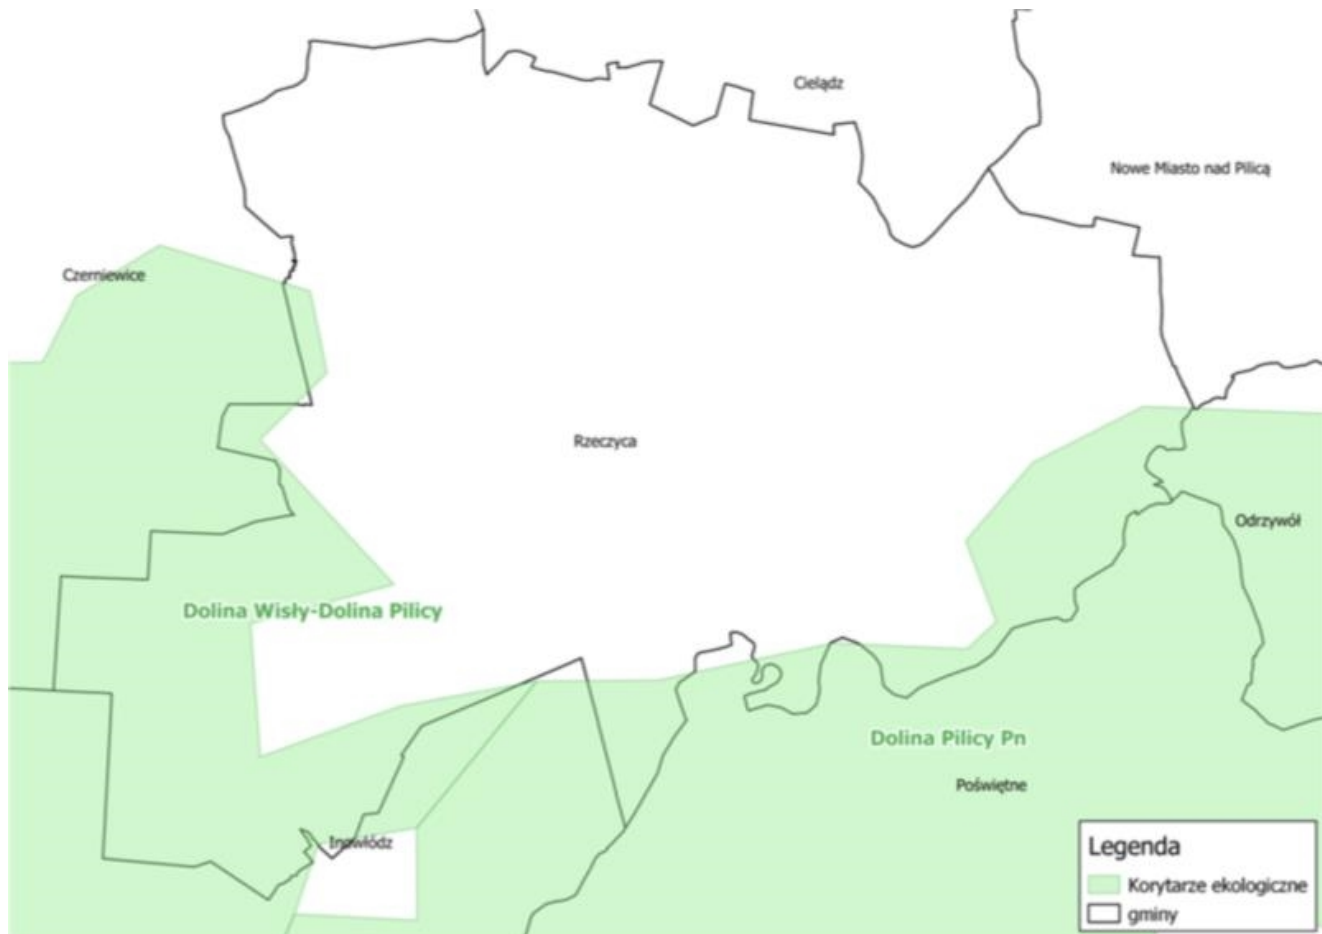 Cielądz
Nowe Miasto nad Pilicą
Czerniewice
Rzeczyca
Odrzywół
Dolina Wisły-Dolina Pilicy
Dolina Pilicy Pn
Poświętne
Inowłódz
Legenda
Korytarze ekologiczne
gminy